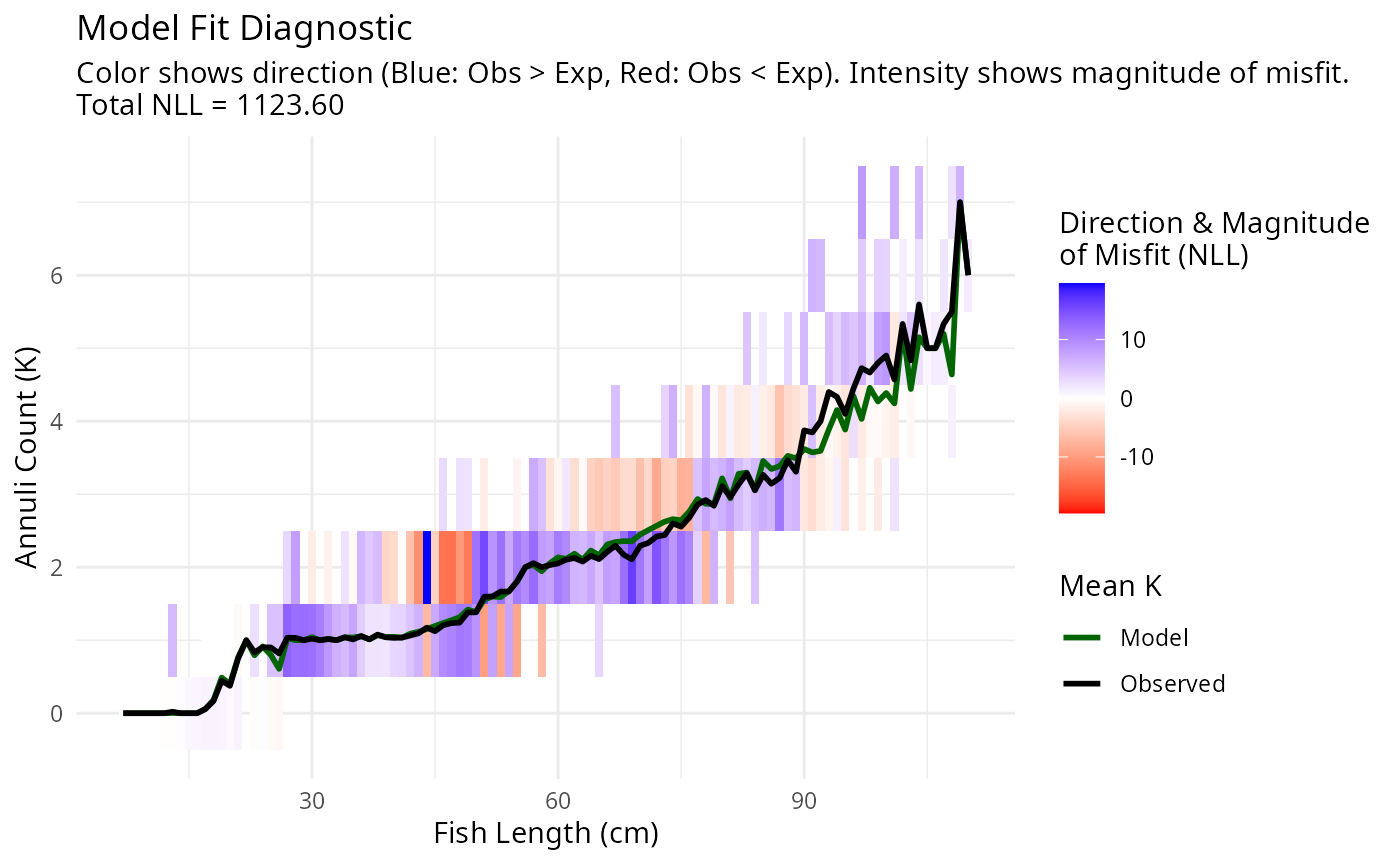 Model Fit Diagnostic
Color shows direction (Blue: Obs > Exp, Red: Obs < Exp). Intensity shows magnitude of misfit.
Total NLL = 1123.60
Annuli Count (K)
6
4
2
0
30
60
90
Fish Length (cm)
Direction & Magnitude
of Misfit (NLL)
10
0
-10
Mean K
Model
Observed